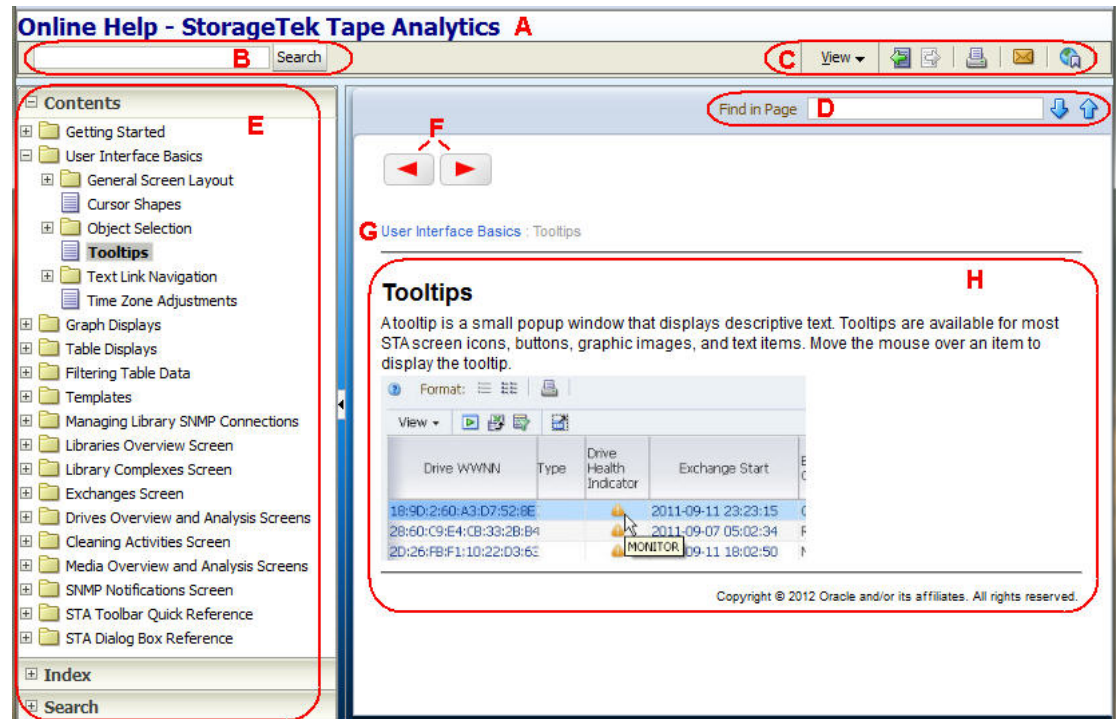 Online Help - StorageTek Tape Analytics A
B Search
C View
Contents
E
Getting Started
User Interface Basics
General Screen Layout
Cursor Shapes
Object Selection
Tooltips
Text Link Navigation
Time Zone Adjustments
Graph Displays
Table Displays
Filtering Table Data
Templates
Managing Library SNMP Connections
Libraries Overview Screen
Library Complexes Screen
Exchanges Screen
Drives Overview and Analysis Screens
Cleaning Activities Screen
Media Overview and Analysis Screens
SNMP Notifications Screen
STA Toolbar Quick Reference
STA Dialog Box Reference
Index
Search
Find in Page D
F
G User Interface Basics : Tooltips
H
Tooltips
A tooltip is a small popup window that displays descriptive text. Tooltips are available for most
STA screen icons, buttons, graphic images, and text items. Move the mouse over an item to
display the tooltip.
Format:
View
Drive WWNN Type Drive Health Indicator Exchange Start
18:9D:2:60:A3:D7:52:8E 2011-09-11 23:23:15
28:60:C9:E4:CB:33:2B:B4 2011-09-07 05:02:34
2D:26:FB:F1:10:22:D3:63 MONITOR 09-11 18:02:50
Copyright © 2012 Oracle and/or its affiliates. All rights reserved.